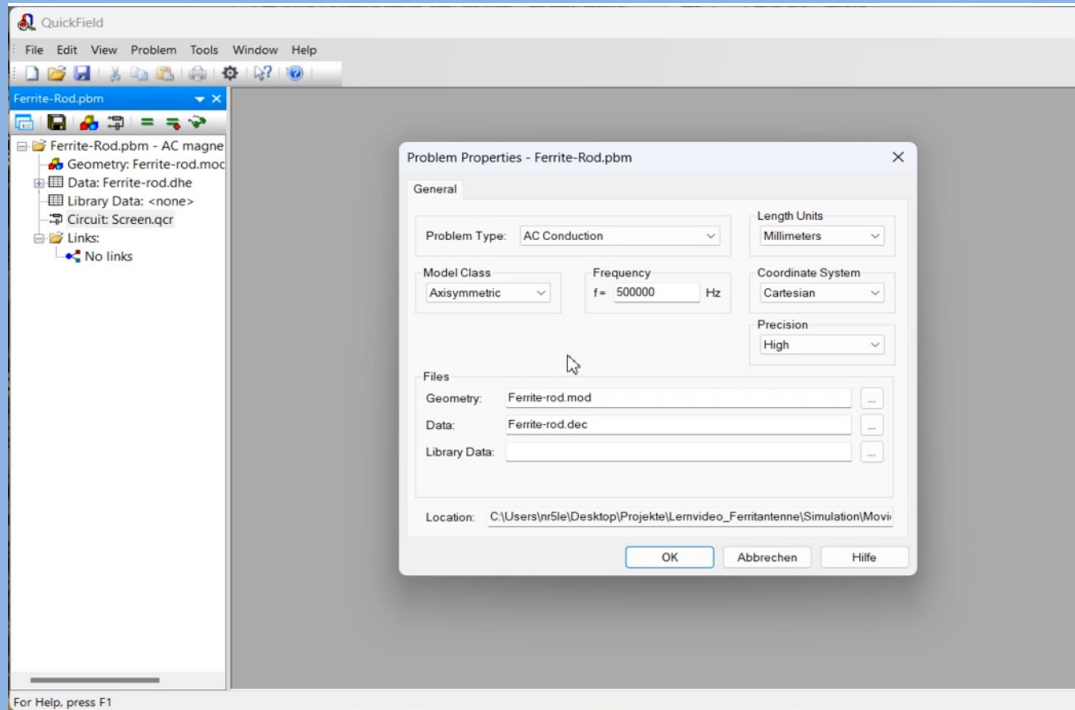 QuickField
File Edit View Problem Tools Window Help
Ferrite-Rod.pbm
Ferrite-Rod.pbm - AC magne
Geometry: Ferrite-rod.moc
Data: Ferrite-rod.dhe
Library Data: <none>
Circuit: Screen.qcr
Links:
No links
Problem Properties - Ferrite-Rod.pbm
General
Problem Type: AC Conduction
Length Units
Millimeters
Model Class
Axisymmetric
Frequency
f= 500000 Hz
Coordinate System
Cartesian
Precision
High
Files
Geometry: Ferrite-rod.mod ...
Data: Ferrite-rod.dec ...
Library Data: ...
Location: C:\Users\nr5le\Desktop\Projekte\Lernvideo_Ferritantenne\Simulation\Movi
OK Abbrechen Hilfe
For Help, press F1